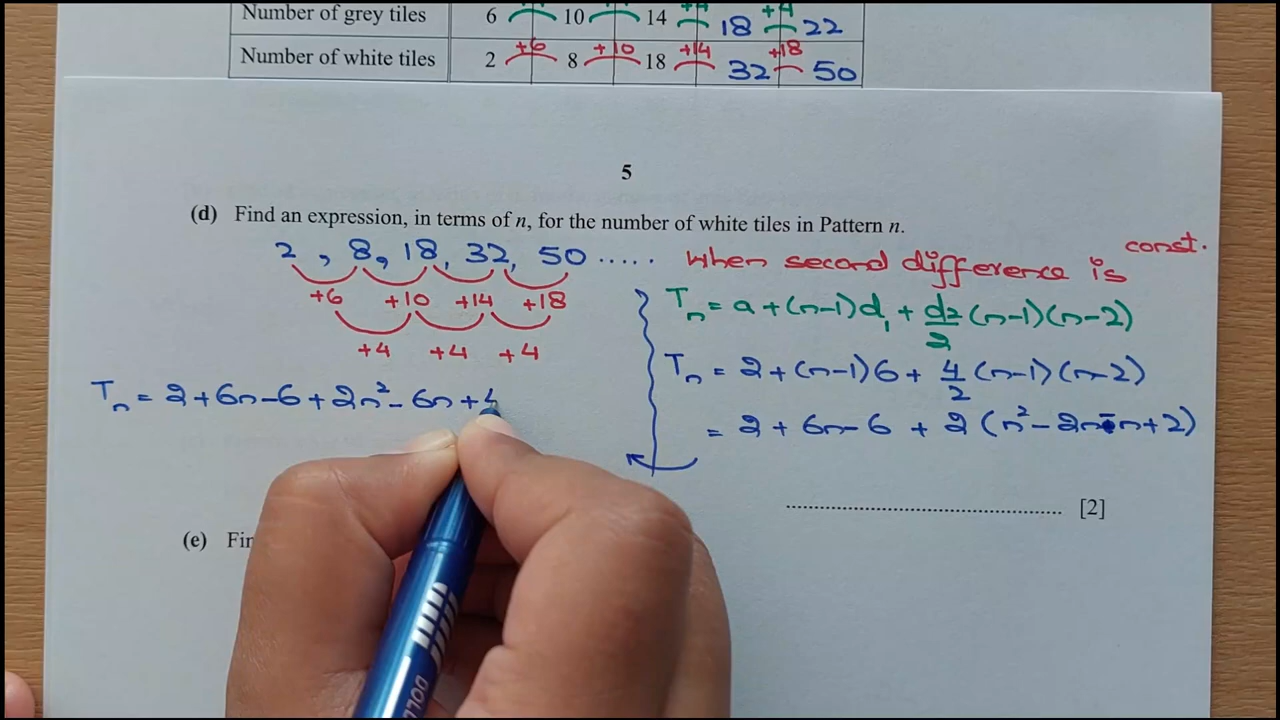 Number of grey tiles 6 10 14 +4 18 +4 22
Number of white tiles 2 +6 8 +10 18 +14 32 +18 50
5
(d) Find an expression, in terms of n, for the number of white tiles in Pattern n.
2 , 8, 18, 32, 50 ..... when second difference is const.
+6 +10 +14 +18
+4 +4 +4
Tn = a + (n-1)d1 + d2/2 (n-1)(n-2)
Tn = 2 + (n-1)6 + 4/2 (n-1)(n-2)
= 2 + 6n - 6 + 2 (n² - 2n - n + 2)
Tn = 2 + 6n - 6 + 2n² - 6n + 4
[2]
(e)
DOLL